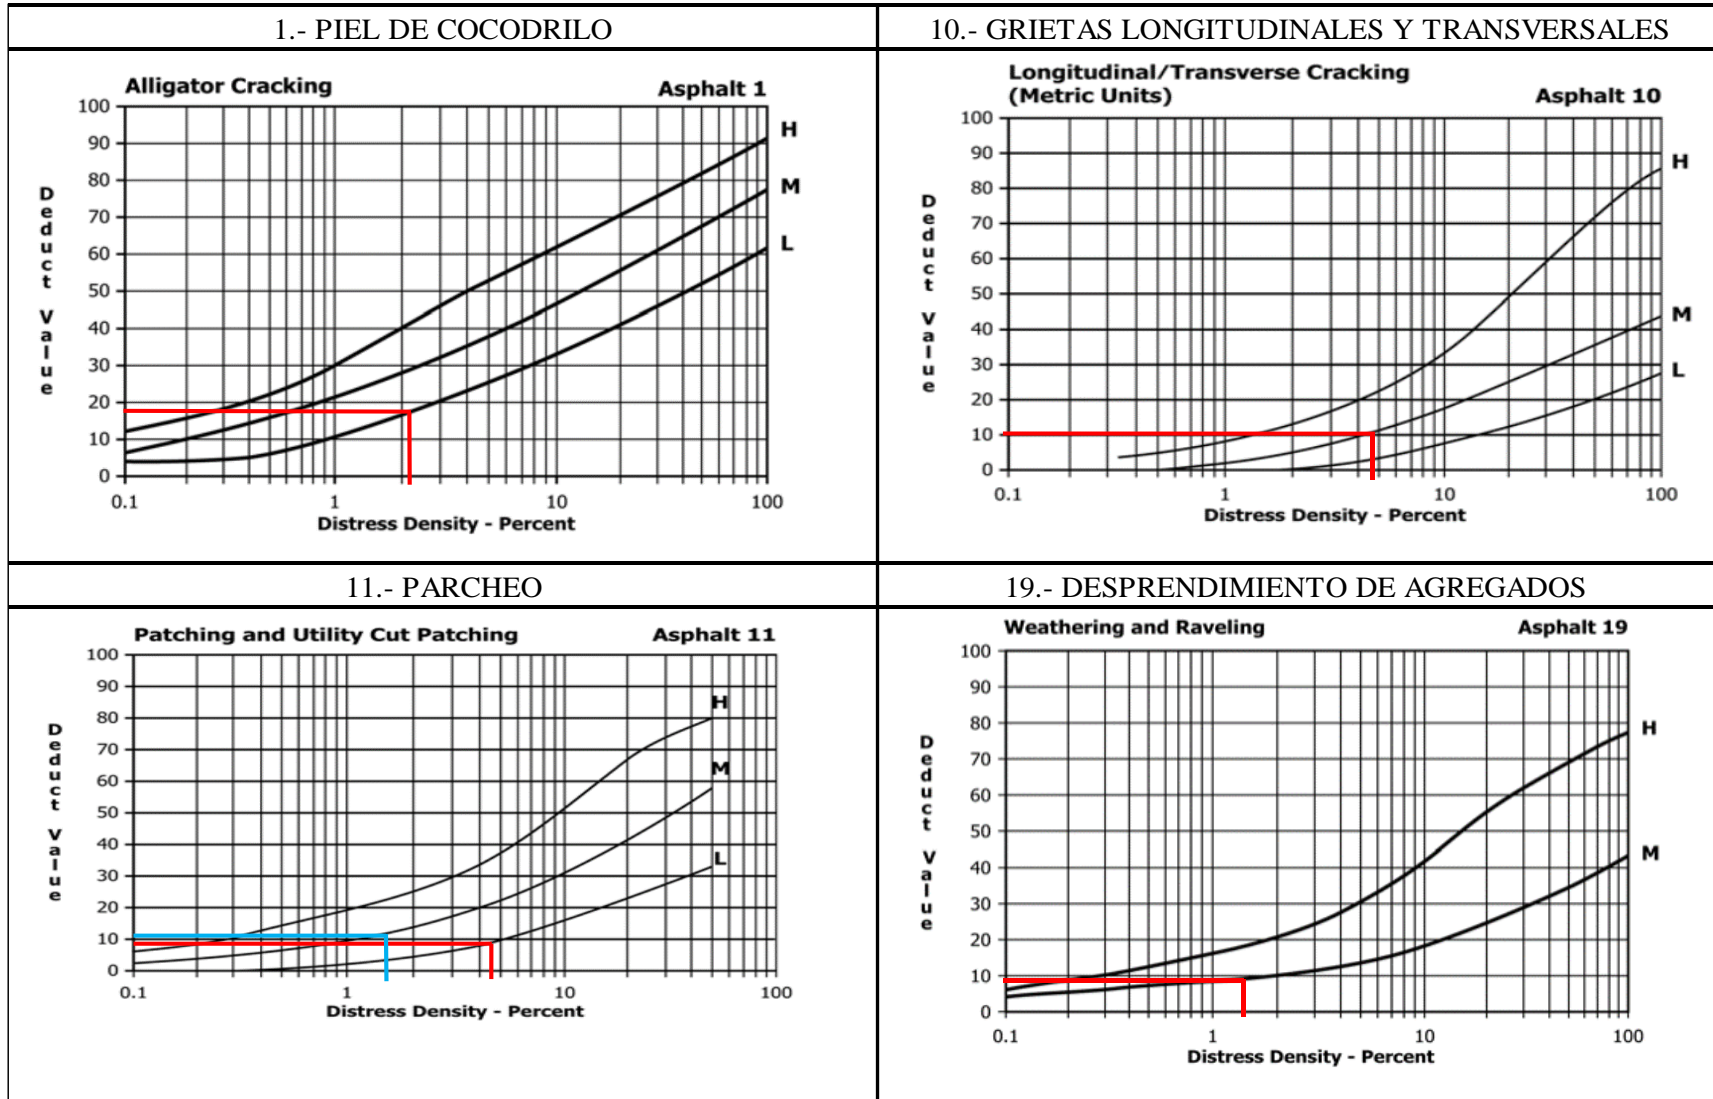 1.- PIEL DE COCODRILO
Alligator Cracking
Asphalt 1
Deduct Value
100
90
80
70
60
50
40
30
20
10
0
H
M
L
0.1 1 10 100
Distress Density - Percent
10.- GRIETAS LONGITUDINALES Y TRANSVERSALES
Longitudinal/Transverse Cracking
(Metric Units)
Asphalt 10
Deduct Value
100
90
80
70
60
50
40
30
20
10
0
H
M
L
0.1 1 10 100
Distress Density - Percent
11.- PARCHEO
Patching and Utility Cut Patching
Asphalt 11
Deduct Value
100
90
80
70
60
50
40
30
20
10
0
H
M
L
0.1 1 10 100
Distress Density - Percent
19.- DESPRENDIMIENTO DE AGREGADOS
Weathering and Raveling
Asphalt 19
Deduct Value
100
90
80
70
60
50
40
30
20
10
0
H
M
0.1 1 10 100
Distress Density - Percent